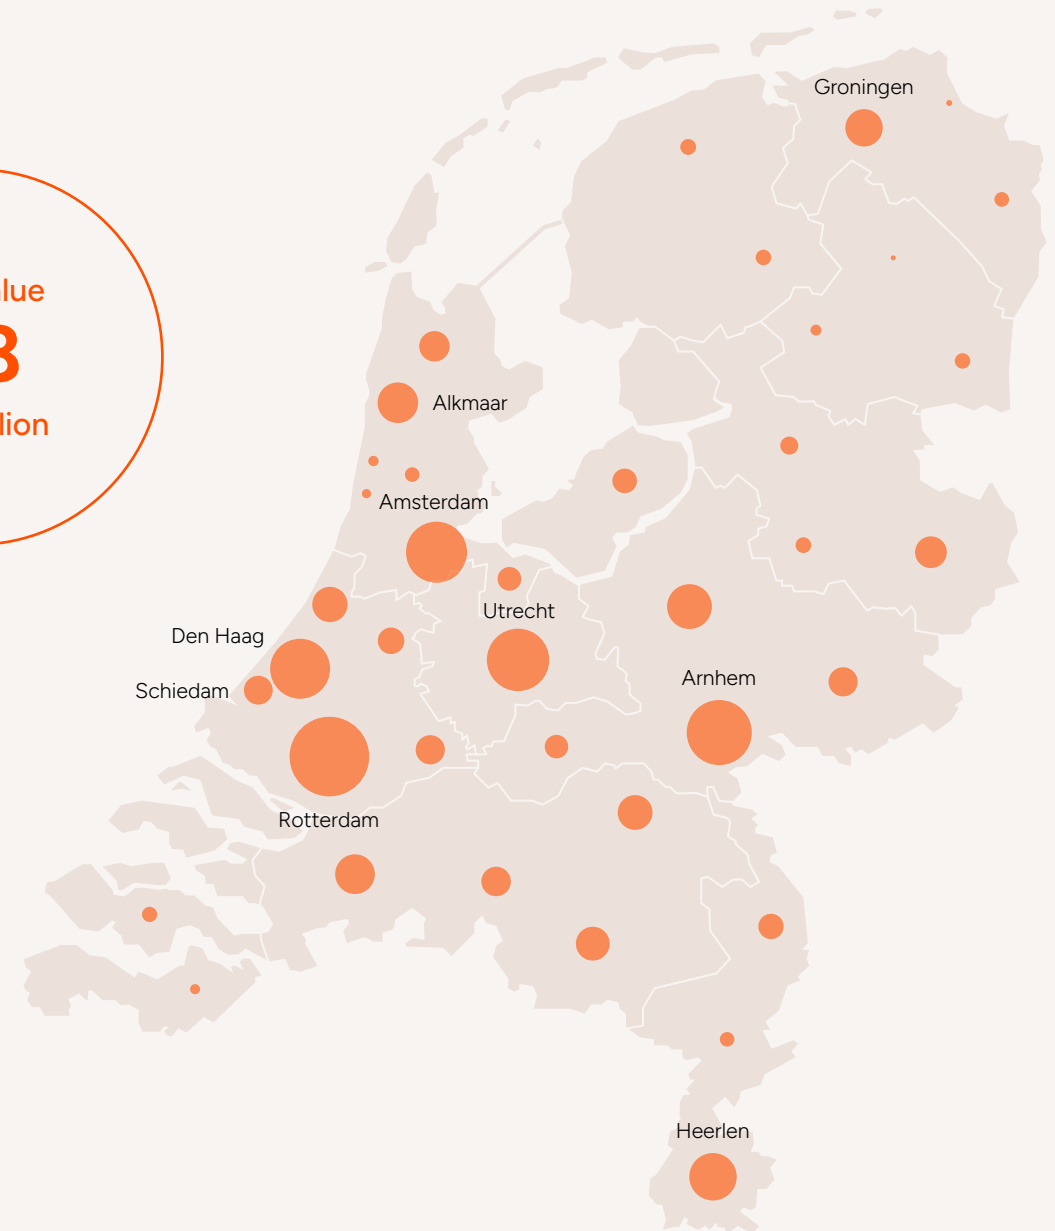 Groningen
lue
3
lion
Alkmaar
Amsterdam
Utrecht
Den Haag
Arnhem
Schiedam
Rotterdam
Heerlen